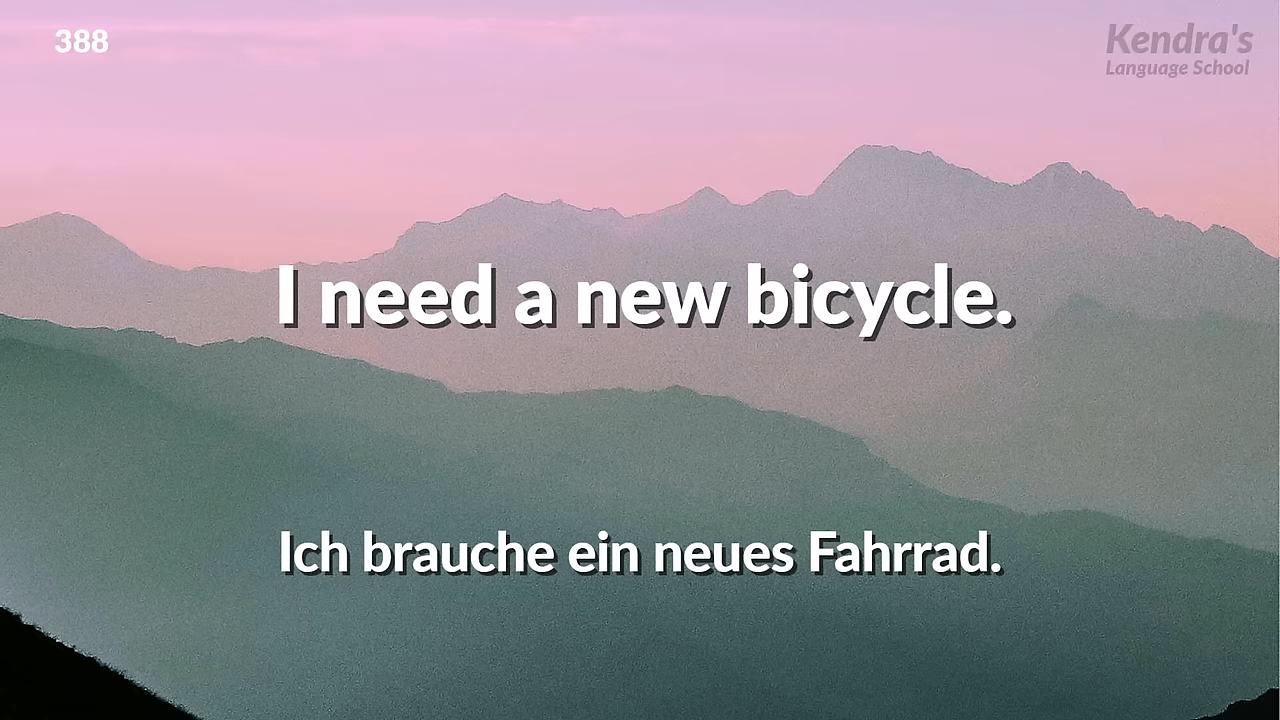 388
Kendra's
Language School
I need a new bicycle.
Ich brauche ein neues Fahrrad.